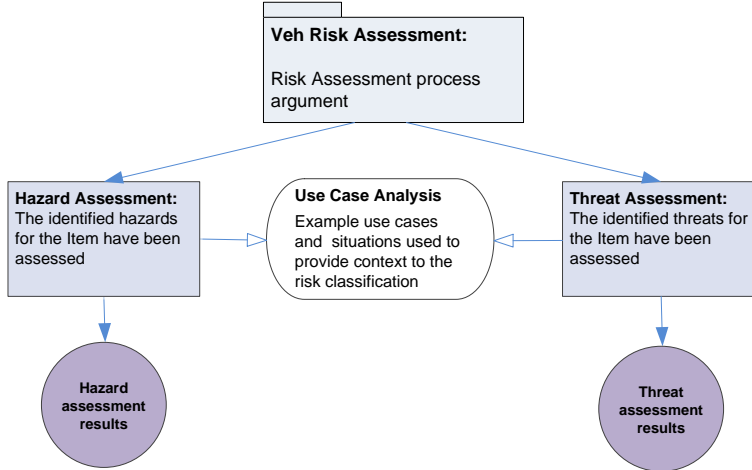 Veh Risk Assessment:
Risk Assessment process
argument
Hazard Assessment:
The identified hazards
for the Item have been
assessed
Use Case Analysis
Example use cases
and situations used to
provide context to the
risk classification
Threat Assessment:
The identified threats for
the Item have been
assessed
Hazard
assessment
results
Threat
assessment
results